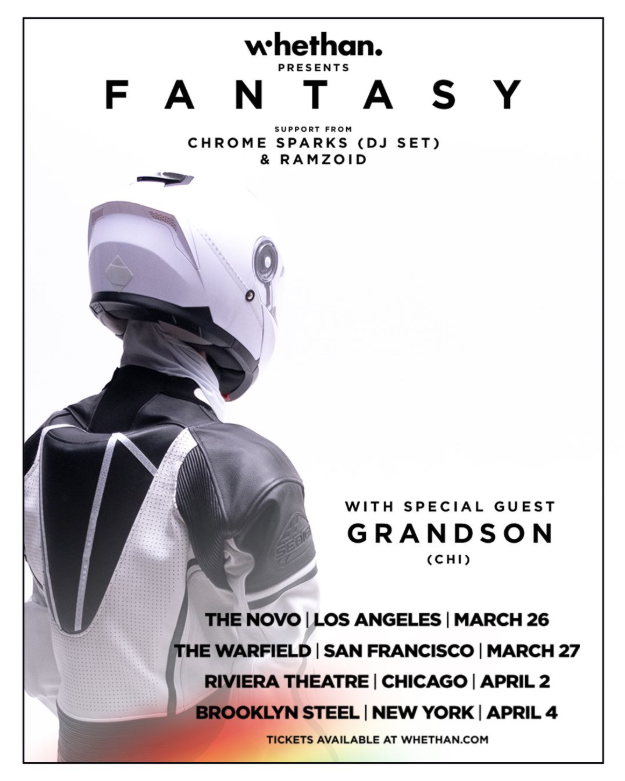 whethan.
PRESENTS
FANTASY
SUPPORT FROM
CHROME SPARKS (DJ SET)
& RAMZOID
WITH SPECIAL GUEST
GRANDSON
(CHI)
THE NOVO | LOS ANGELES | MARCH 26
THE WARFIELD | SAN FRANCISCO | MARCH 27
RIVIERA THEATRE | CHICAGO | APRIL 2
BROOKLYN STEEL | NEW YORK | APRIL 4
TICKETS AVAILABLE AT WHETHAN.COM